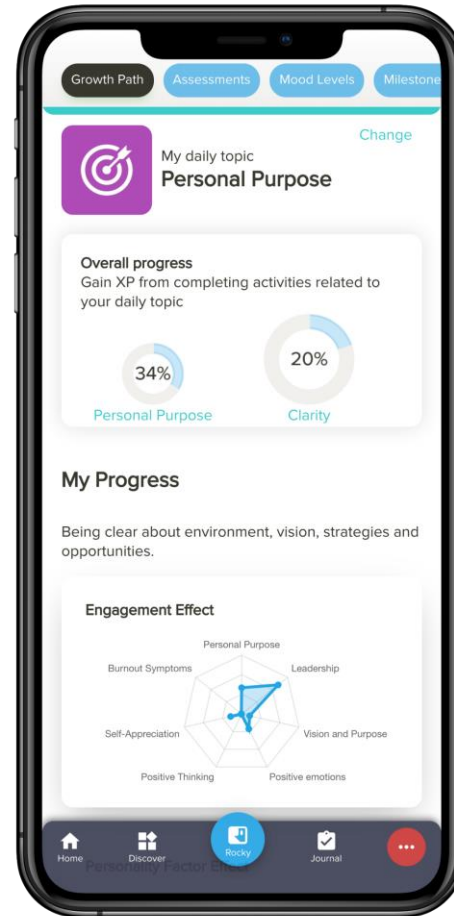 Growth Path
Assessments
Mood Levels
Milestone
Change
My daily topic
Personal Purpose
Overall progress
Gain XP from completing activities related to
your daily topic
34%
20%
Personal Purpose
Clarity
My Progress
Being clear about environment, vision, strategies and
opportunities.
Engagement Effect
Personal Purpose
Burnout Symptoms
Leadership
Self-Appreciation
Vision and Purpose
Positive Thinking
Positive emotions
Home
Discover
Rocky
Journal
Personality Factor Effect